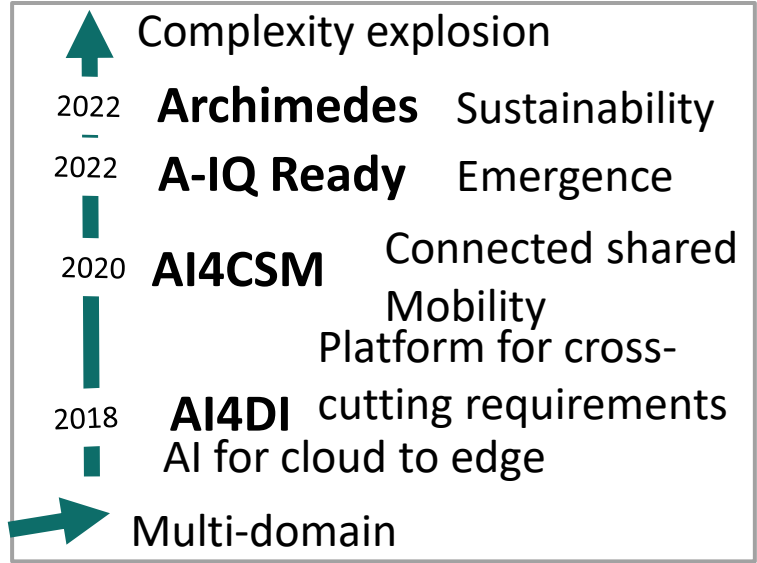 Complexity explosion
2022 Archimedes Sustainability
2022 A-IQ Ready Emergence
2020 AI4CSM Connected shared
Mobility
Platform for cross-
2018 AI4DI cutting requirements
AI for cloud to edge
Multi-domain